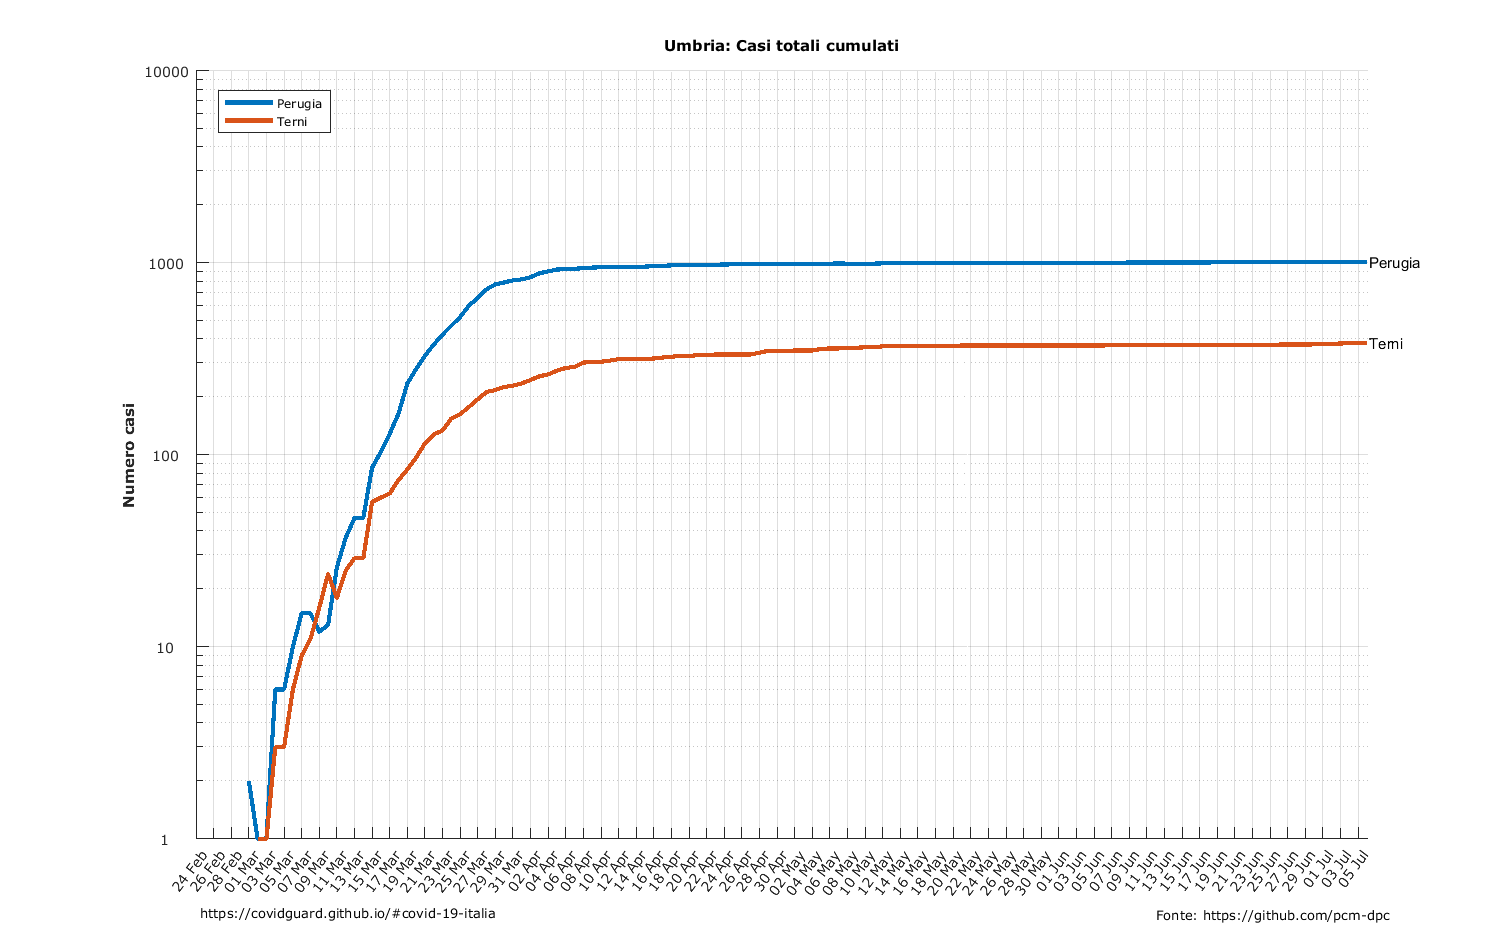 Umbria: Casi totali cumulati
10000
1000
100
10
1
Numero casi
Perugia
Terni
Perugia
Terni
24 Feb
26 Feb
28 Feb
01 Mar
03 Mar
05 Mar
07 Mar
09 Mar
11 Mar
13 Mar
15 Mar
17 Mar
19 Mar
21 Mar
23 Mar
25 Mar
27 Mar
29 Mar
31 Mar
02 Apr
04 Apr
06 Apr
08 Apr
10 Apr
12 Apr
14 Apr
16 Apr
18 Apr
20 Apr
22 Apr
24 Apr
26 Apr
28 Apr
30 Apr
02 May
04 May
06 May
08 May
10 May
12 May
14 May
16 May
18 May
20 May
22 May
24 May
26 May
28 May
30 May
01 Jun
03 Jun
05 Jun
07 Jun
09 Jun
11 Jun
13 Jun
15 Jun
17 Jun
19 Jun
21 Jun
23 Jun
25 Jun
27 Jun
29 Jun
01 Jul
03 Jul
05 Jul
https://covidguard.github.io/#covid-19-italia
Fonte: https://github.com/pcm-dpc